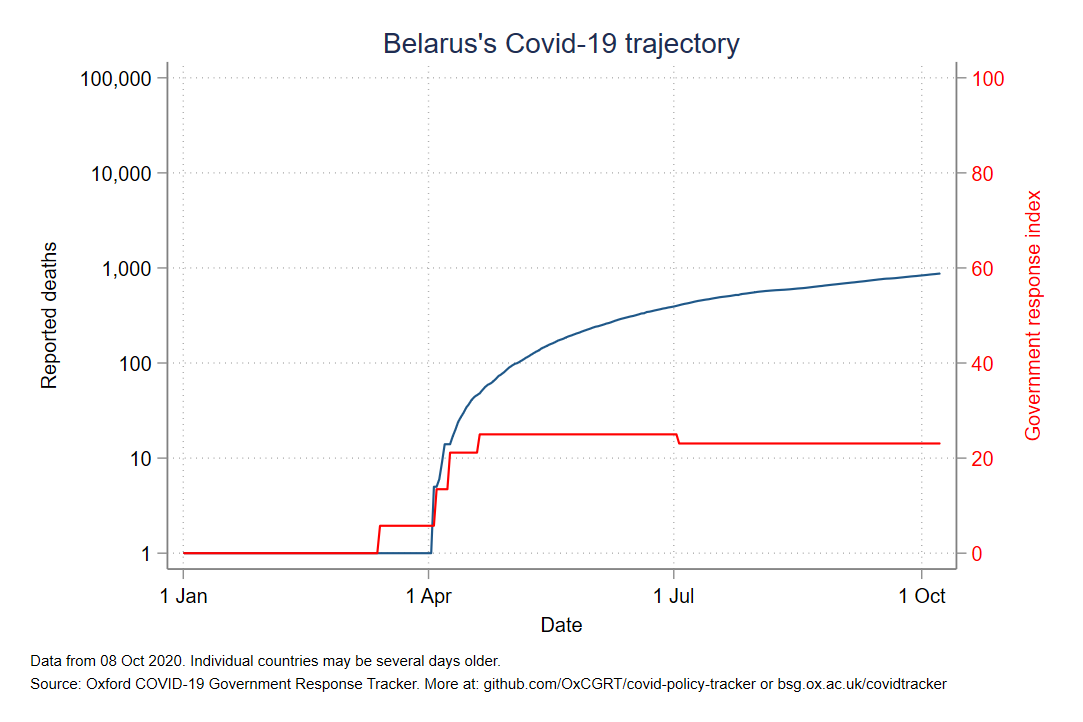 Belarus's Covid-19 trajectory
100,000
10,000
1,000
100
10
1
Reported deaths
100
80
60
40
20
0
Government response index
1 Jan
1 Apr
1 Jul
1 Oct
Date
Data from 08 Oct 2020. Individual countries may be several days older.
Source: Oxford COVID-19 Government Response Tracker. More at: github.com/OxCGRT/covid-policy-tracker or bsg.ox.ac.uk/covidtracker